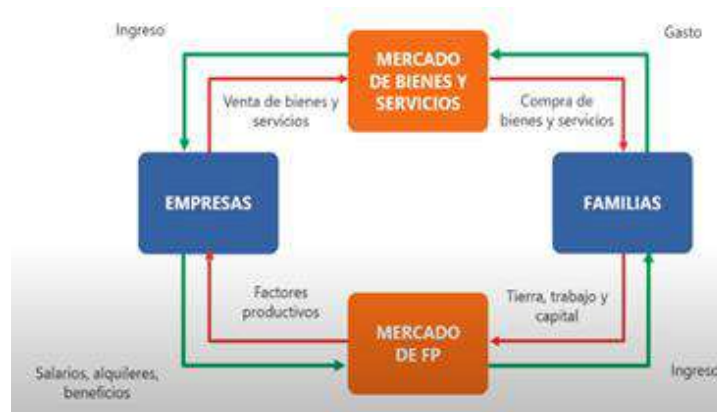 Ingreso
Gasto
MERCADO
DE BIENES Y
SERVICIOS
Venta de bienes y
servicios
Compra de
bienes y servicios
EMPRESAS
FAMILIAS
Factores
productivos
Tierra, trabajo y
capital
MERCADO
DE FP
Salarios, alquileres,
beneficios
Ingreso